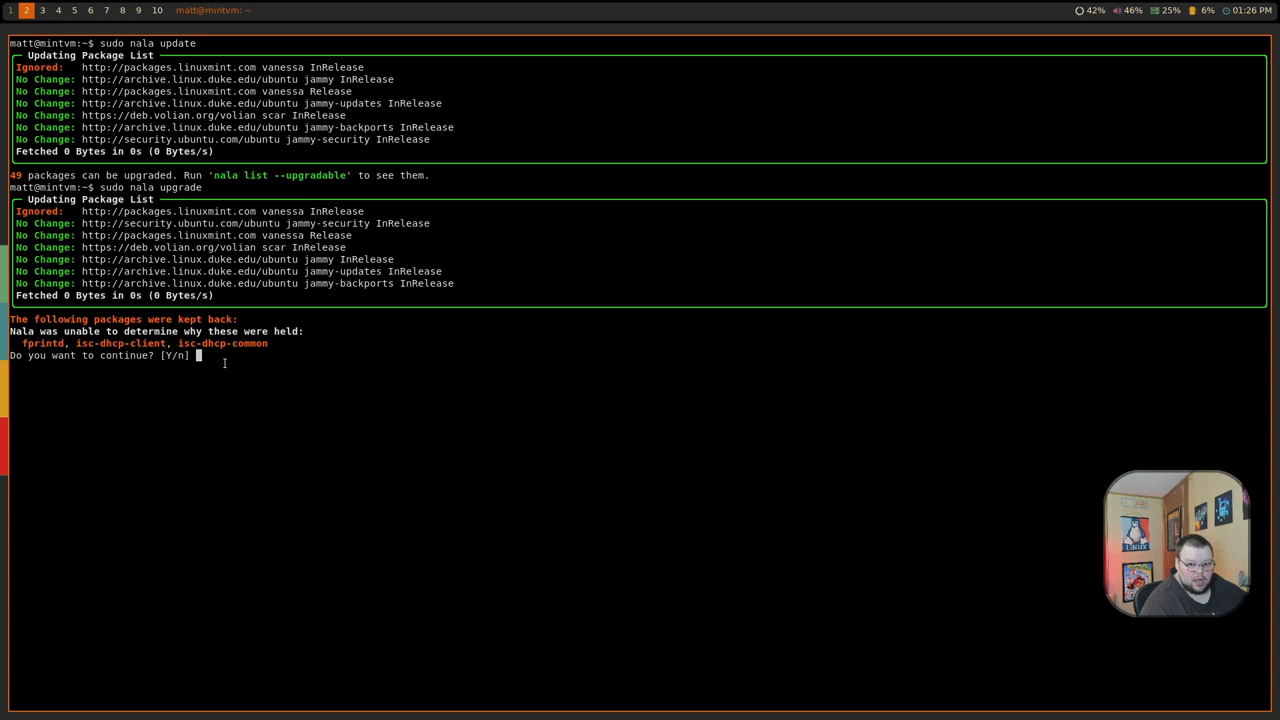 1 2 3 4 5 6 7 8 9 10 matt@mintvm: ~ 42% 46% 25% 6% 01:26 PM
matt@mintvm:~$ sudo nala update
Updating Package List
Ignored: http://packages.linuxmint.com vanessa InRelease
No Change: http://archive.linux.duke.edu/ubuntu jammy InRelease
No Change: http://packages.linuxmint.com vanessa Release
No Change: http://archive.linux.duke.edu/ubuntu jammy-updates InRelease
No Change: https://deb.volian.org/volian scar InRelease
No Change: http://archive.linux.duke.edu/ubuntu jammy-backports InRelease
No Change: http://security.ubuntu.com/ubuntu jammy-security InRelease
Fetched 0 Bytes in 0s (0 Bytes/s)
49 packages can be upgraded. Run 'nala list --upgradable' to see them.
matt@mintvm:~$ sudo nala upgrade
Updating Package List
Ignored: http://packages.linuxmint.com vanessa InRelease
No Change: http://security.ubuntu.com/ubuntu jammy-security InRelease
No Change: http://packages.linuxmint.com vanessa Release
No Change: https://deb.volian.org/volian scar InRelease
No Change: http://archive.linux.duke.edu/ubuntu jammy InRelease
No Change: http://archive.linux.duke.edu/ubuntu jammy-updates InRelease
No Change: http://archive.linux.duke.edu/ubuntu jammy-backports InRelease
Fetched 0 Bytes in 0s (0 Bytes/s)
The following packages were kept back:
Nala was unable to determine why these were held:
fprintd, isc-dhcp-client, isc-dhcp-common
Do you want to continue? [Y/n]
LINUX